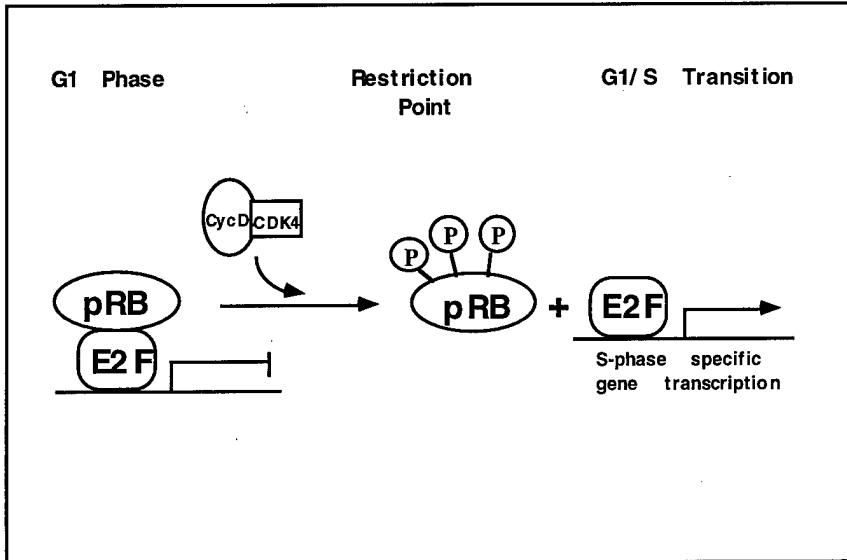 G1 Phase
Restriction
Point
G1/S Transition
CycD CDK4
P P P
pRB
E2F
pRB + E2F
S-phase specific
gene transcription